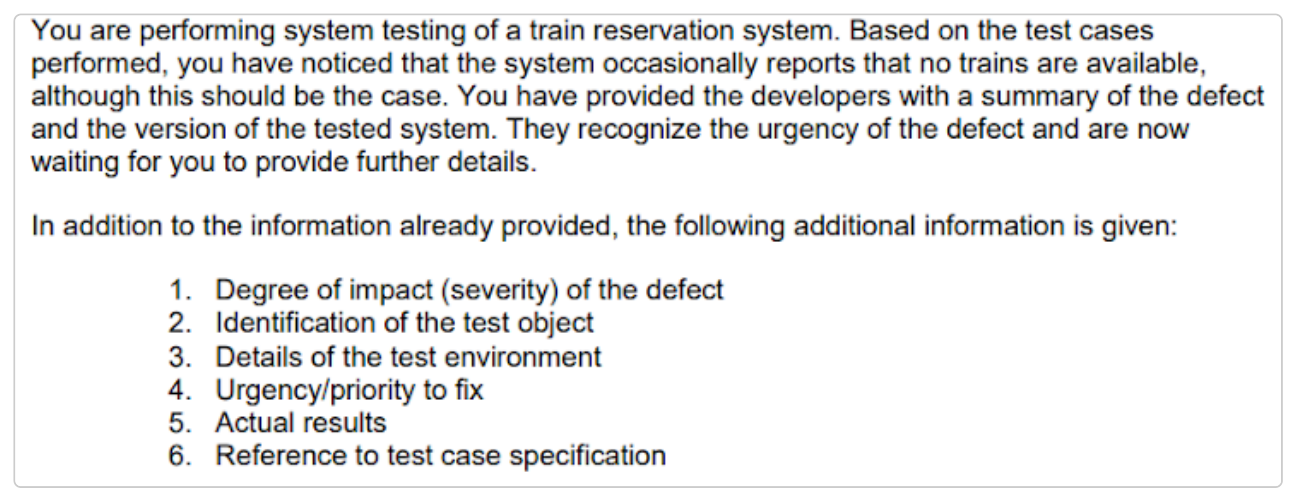 You are performing system testing of a train reservation system. Based on the test cases
performed, you have noticed that the system occasionally reports that no trains are available,
although this should be the case. You have provided the developers with a summary of the defect
and the version of the tested system. They recognize the urgency of the defect and are now
waiting for you to provide further details.
In addition to the information already provided, the following additional information is given:
1. Degree of impact (severity) of the defect
2. Identification of the test object
3. Details of the test environment
4. Urgency/priority to fix
5. Actual results
6. Reference to test case specification